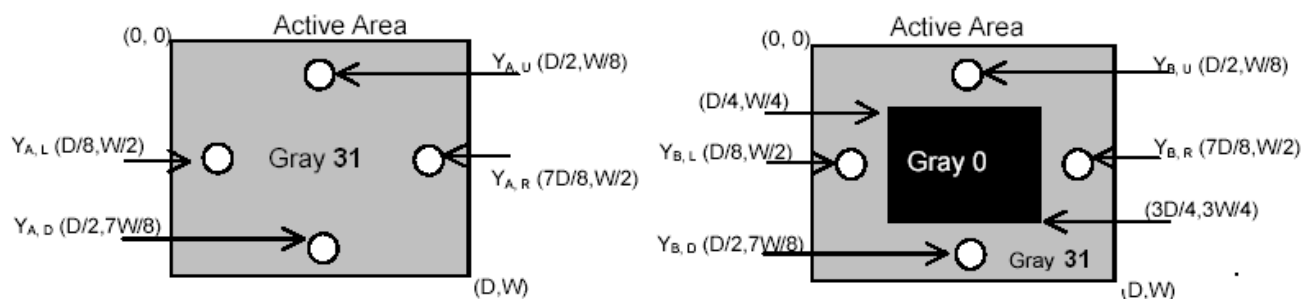 Active Area
(0, 0)
YA, U (D/2,W/8)
YA, L (D/8,W/2)
Gray 31
YA, R (7D/8,W/2)
YA, D (D/2,7W/8)
(D,W)
Active Area
(0, 0)
YB, U (D/2,W/8)
(D/4,W/4)
YB, L (D/8,W/2)
Gray 0
YB, R (7D/8,W/2)
(3D/4,3W/4)
YB, D (D/2,7W/8)
Gray 31
(D,W)